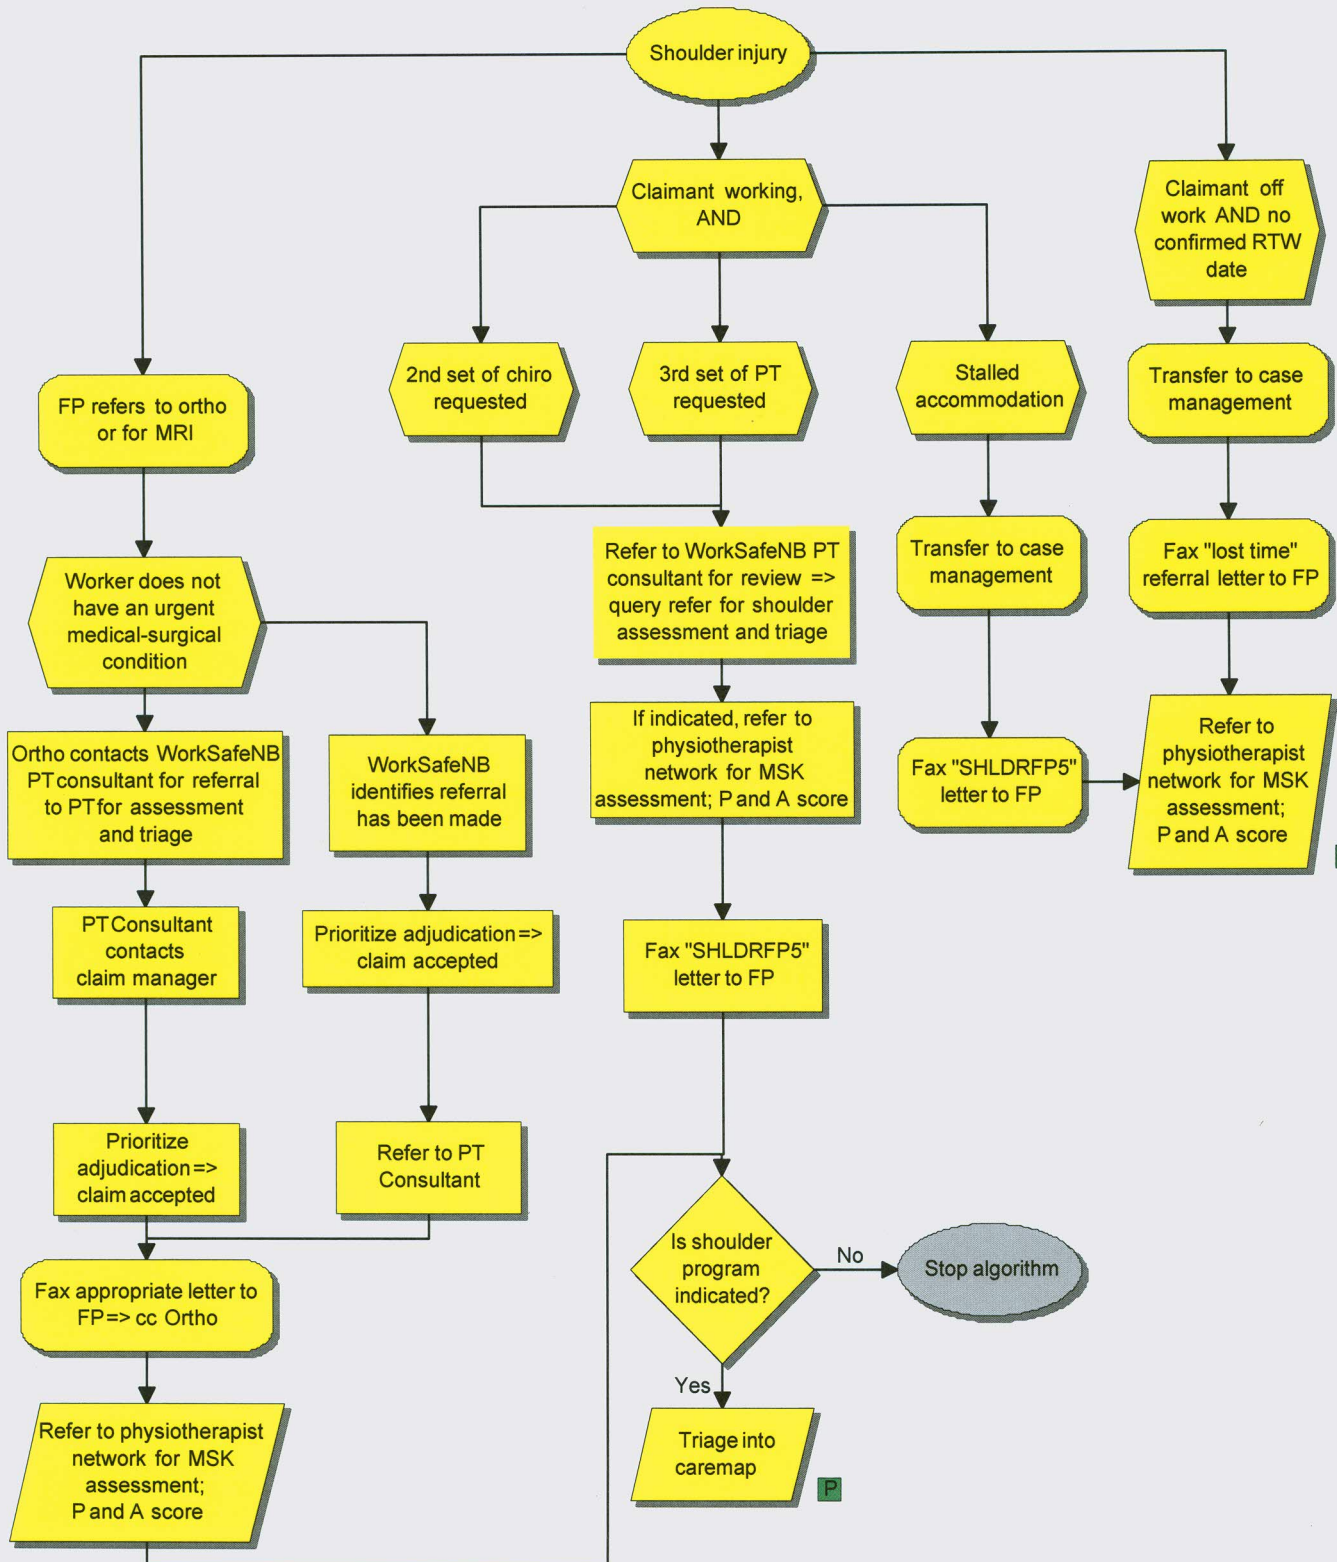 Shoulder injury
Claimant working,
AND
Claimant off
work AND no
confirmed RTW
date
FP refers to ortho
or for MRI
2nd set of chiro
requested
3rd set of PT
requested
Stalled
accommodation
Transfer to case
management
Worker does not
have an urgent
medical-surgical
condition
Refer to WorkSafeNB PT
consultant for review =>
query refer for shoulder
assessment and triage
Transfer to case
management
Fax "lost time"
referral letter to FP
Ortho contacts WorkSafeNB
PT consultant for referral
to PT for assessment
and triage
WorkSafeNB
identifies referral
has been made
If indicated, refer to
physiotherapist
network for MSK
assessment; P and A score
Fax "SHLDRFP5"
letter to FP
Refer to
physiotherapist
network for MSK
assessment;
P and A score
PT Consultant
contacts
claim manager
Prioritize adjudication =>
claim accepted
Fax "SHLDRFP5"
letter to FP
Prioritize
adjudication =>
claim accepted
Refer to PT
Consultant
Is shoulder
program
indicated?
No
Stop algorithm
Fax appropriate letter to
FP => cc Ortho
Yes
Refer to physiotherapist
network for MSK
assessment;
P and A score
Triage into
caremap
P